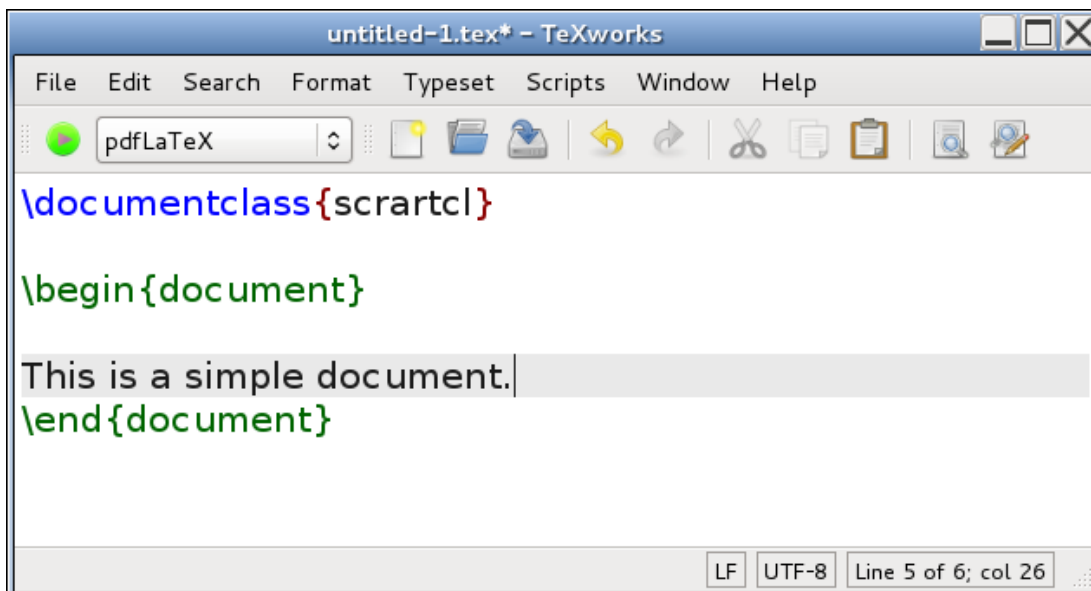 untitled-1.tex* - TeXworks
File Edit Search Format Typeset Scripts Window Help
pdfLaTeX
\documentclass{scrartcl}
\begin{document}
This is a simple document.
\end{document}
LF UTF-8 Line 5 of 6; col 26